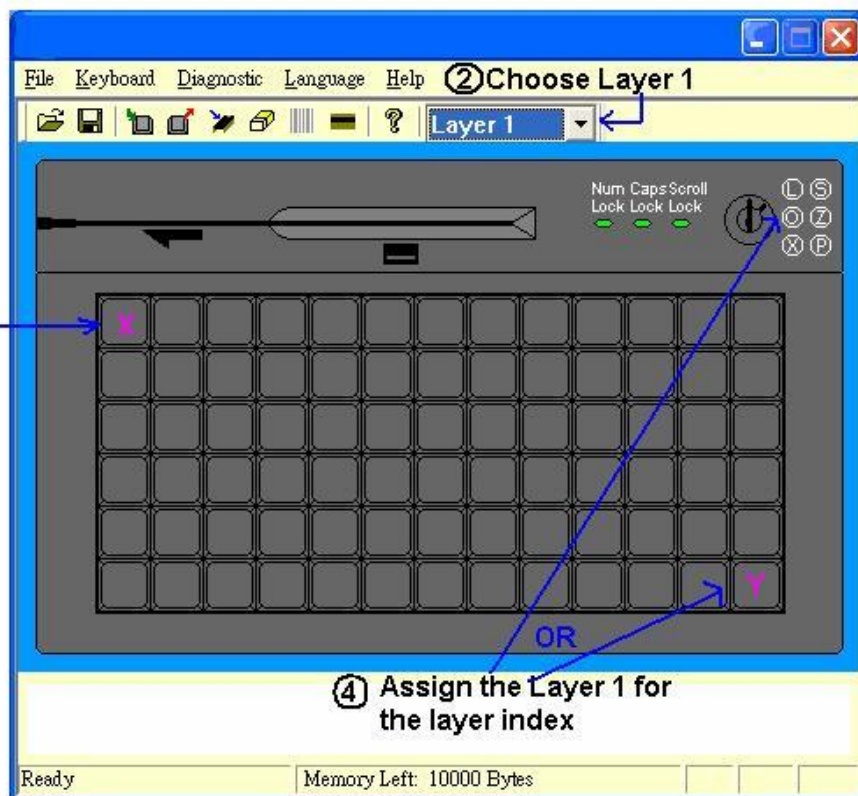 File Keyboard Diagnostic Language Help ②Choose Layer 1
Layer 1
Num Caps Scroll
Lock Lock Lock
L S
O Z
X P
X
Y
OR
④ Assign the Layer 1 for
the layer index
Ready Memory Left: 10000 Bytes